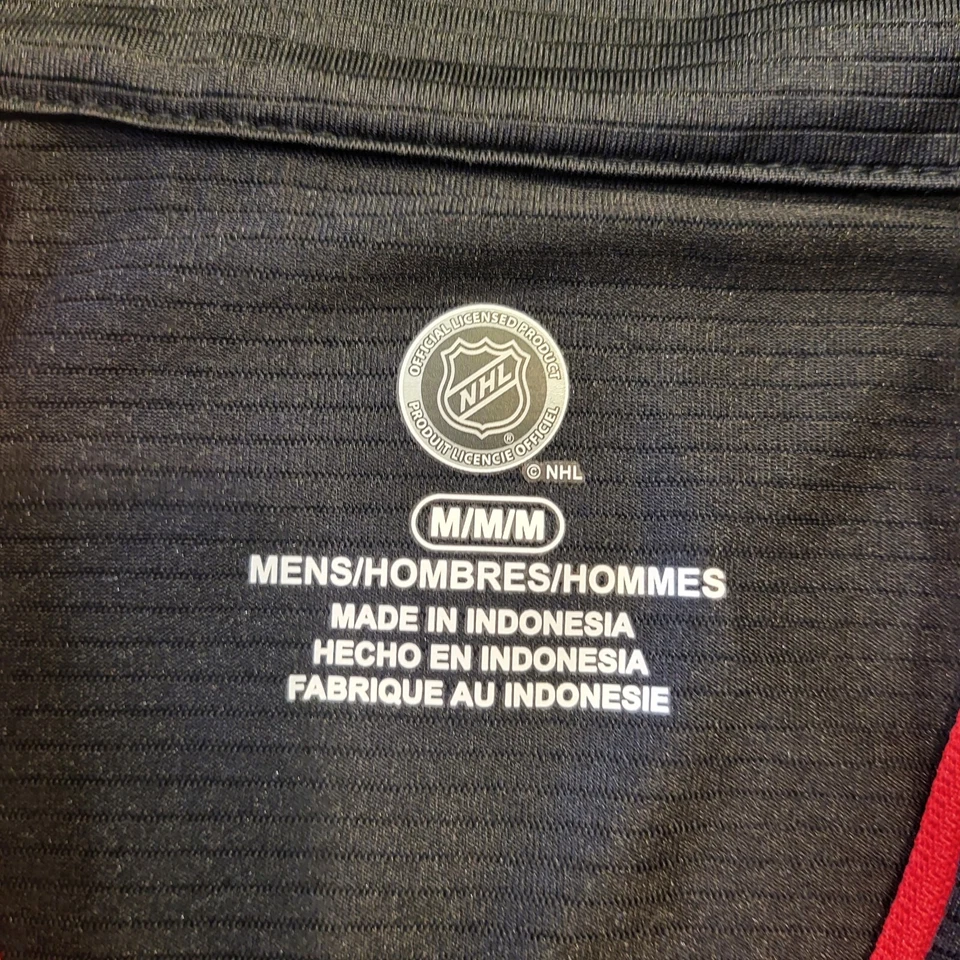 OFFICIAL LICENSED PRODUCT
NHL
®
PRODUIT LICENCIE OFFICIEL
© NHL
M/M/M
MENS/HOMBRES/HOMMES
MADE IN INDONESIA
HECHO EN INDONESIA
FABRIQUE AU INDONESIE